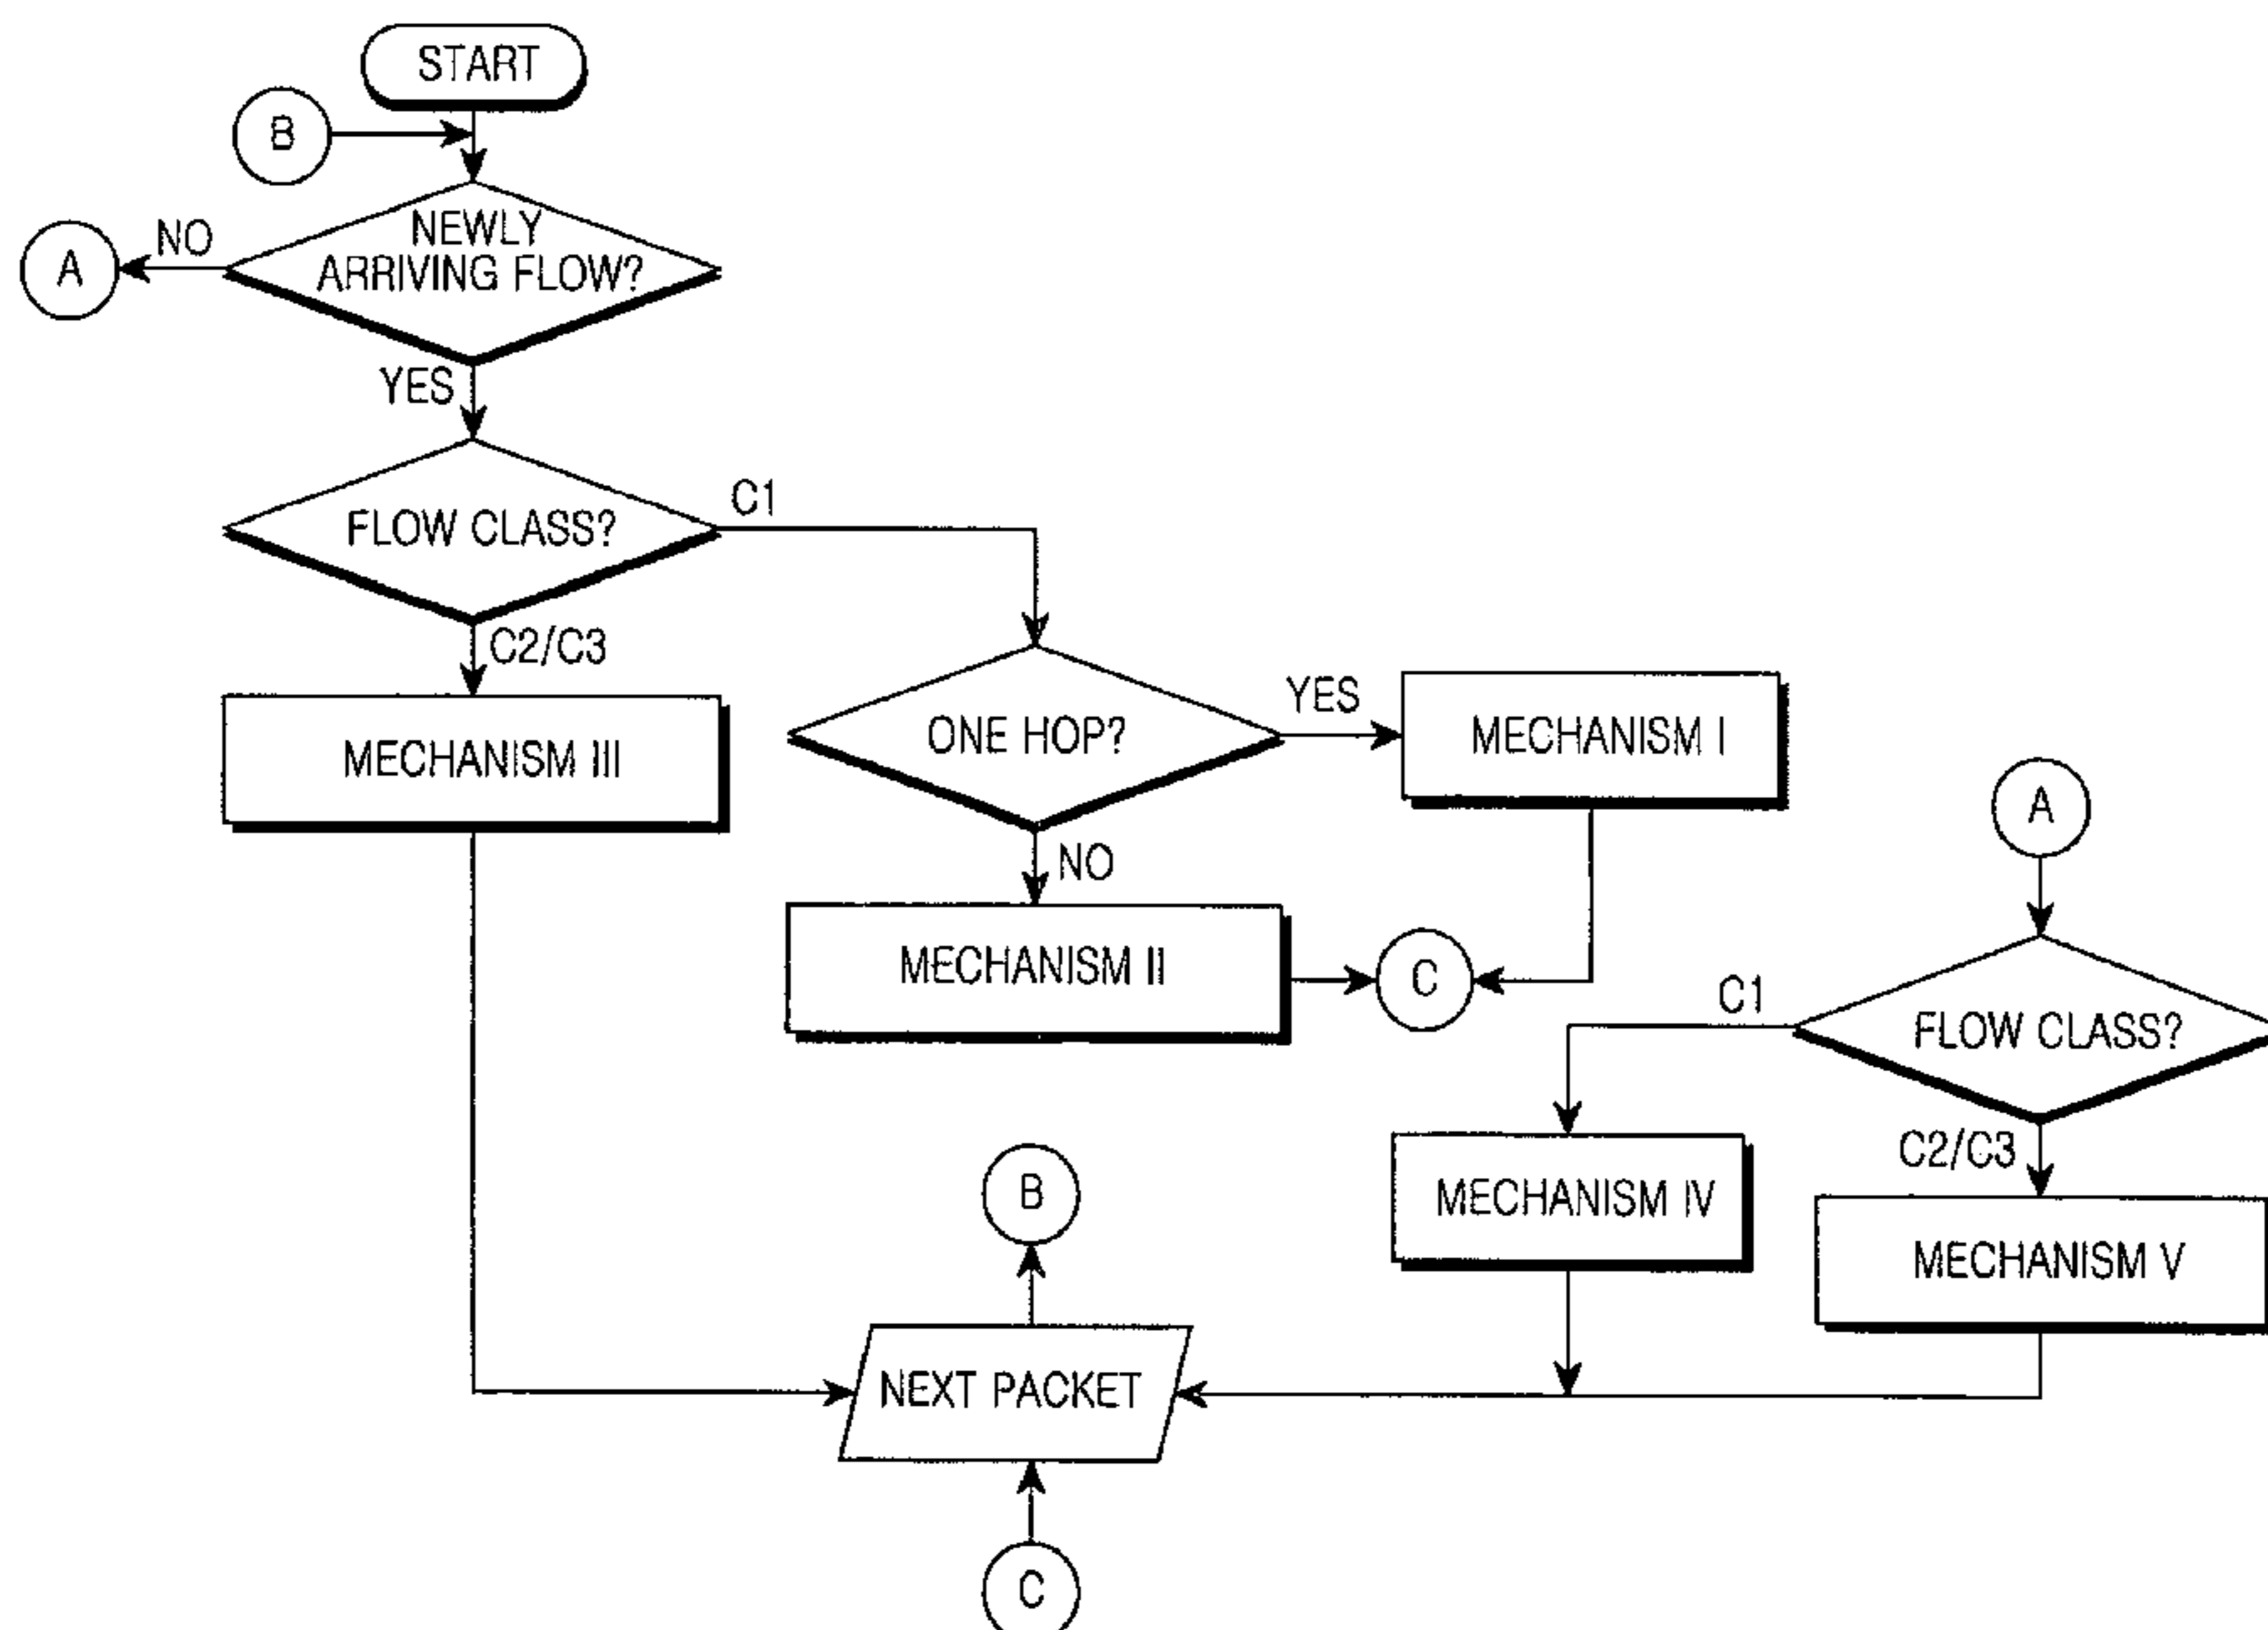 START
B
NEWLY
ARRIVING FLOW?
NO
A
YES
FLOW CLASS?
C1
C2/C3
MECHANISM III
ONE HOP?
YES
MECHANISM I
NO
MECHANISM II
C
A
FLOW CLASS?
C1
C2/C3
MECHANISM IV
MECHANISM V
B
NEXT PACKET
C